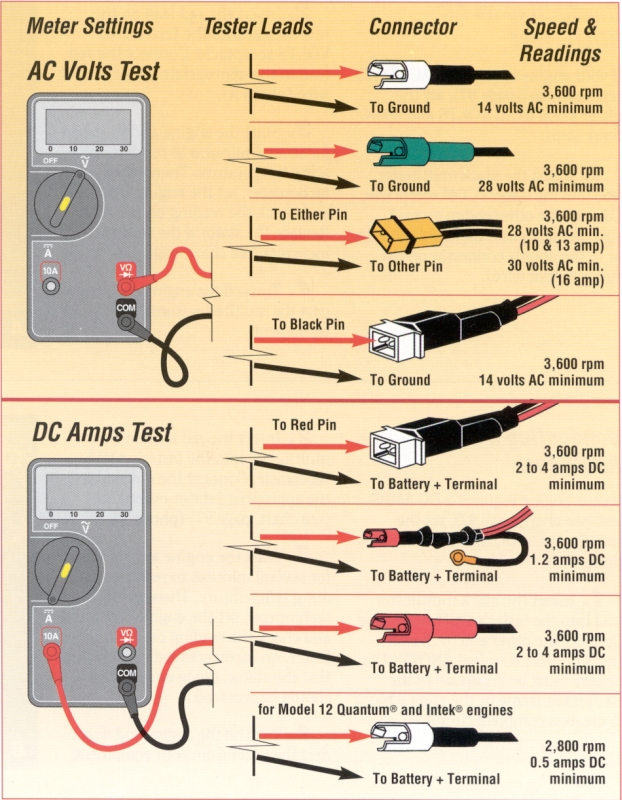 Meter Settings
Tester Leads
Connector
Speed &
Readings
AC Volts Test
0 10 20 30
OFF
Ṽ
A
10A
VΩ
COM
To Ground
3,600 rpm
14 volts AC minimum
To Ground
3,600 rpm
28 volts AC minimum
To Either Pin
To Other Pin
3,600 rpm
28 volts AC min.
(10 & 13 amp)
30 volts AC min.
(16 amp)
To Black Pin
To Ground
3,600 rpm
14 volts AC minimum
DC Amps Test
0 10 20 30
OFF
Ṽ
A
10A
VΩ
COM
To Red Pin
To Battery + Terminal
3,600 rpm
2 to 4 amps DC
minimum
To Battery + Terminal
3,600 rpm
1.2 amps DC
minimum
To Battery + Terminal
3,600 rpm
2 to 4 amps DC
minimum
for Model 12 Quantum® and Intek® engines
To Battery + Terminal
2,800 rpm
0.5 amps DC
minimum